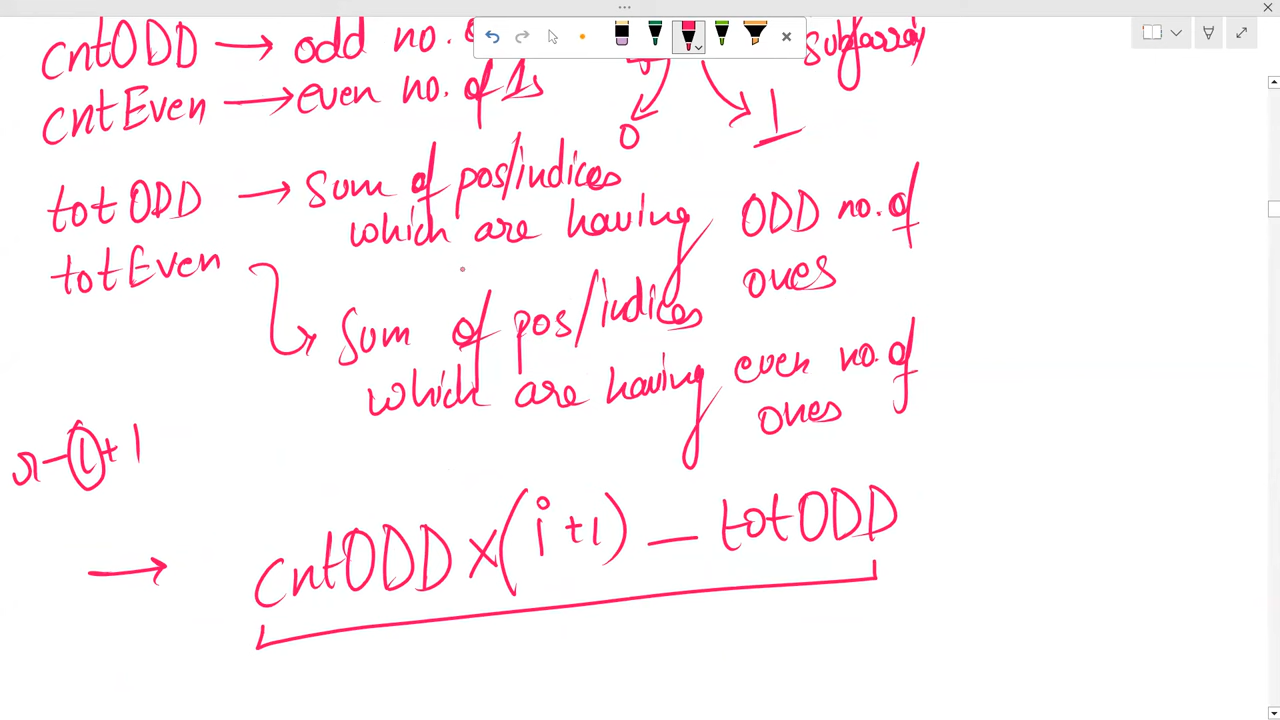 cntODD → odd no.
subarray
cntEven → even no. of 1s
0
1
totODD → Sum of pos/indices
which are having ODD no. of
ones
totEven
Sum of pos/indices
which are having even no. of
ones
r-l+1
→ cntODD × (i+1) - totODD